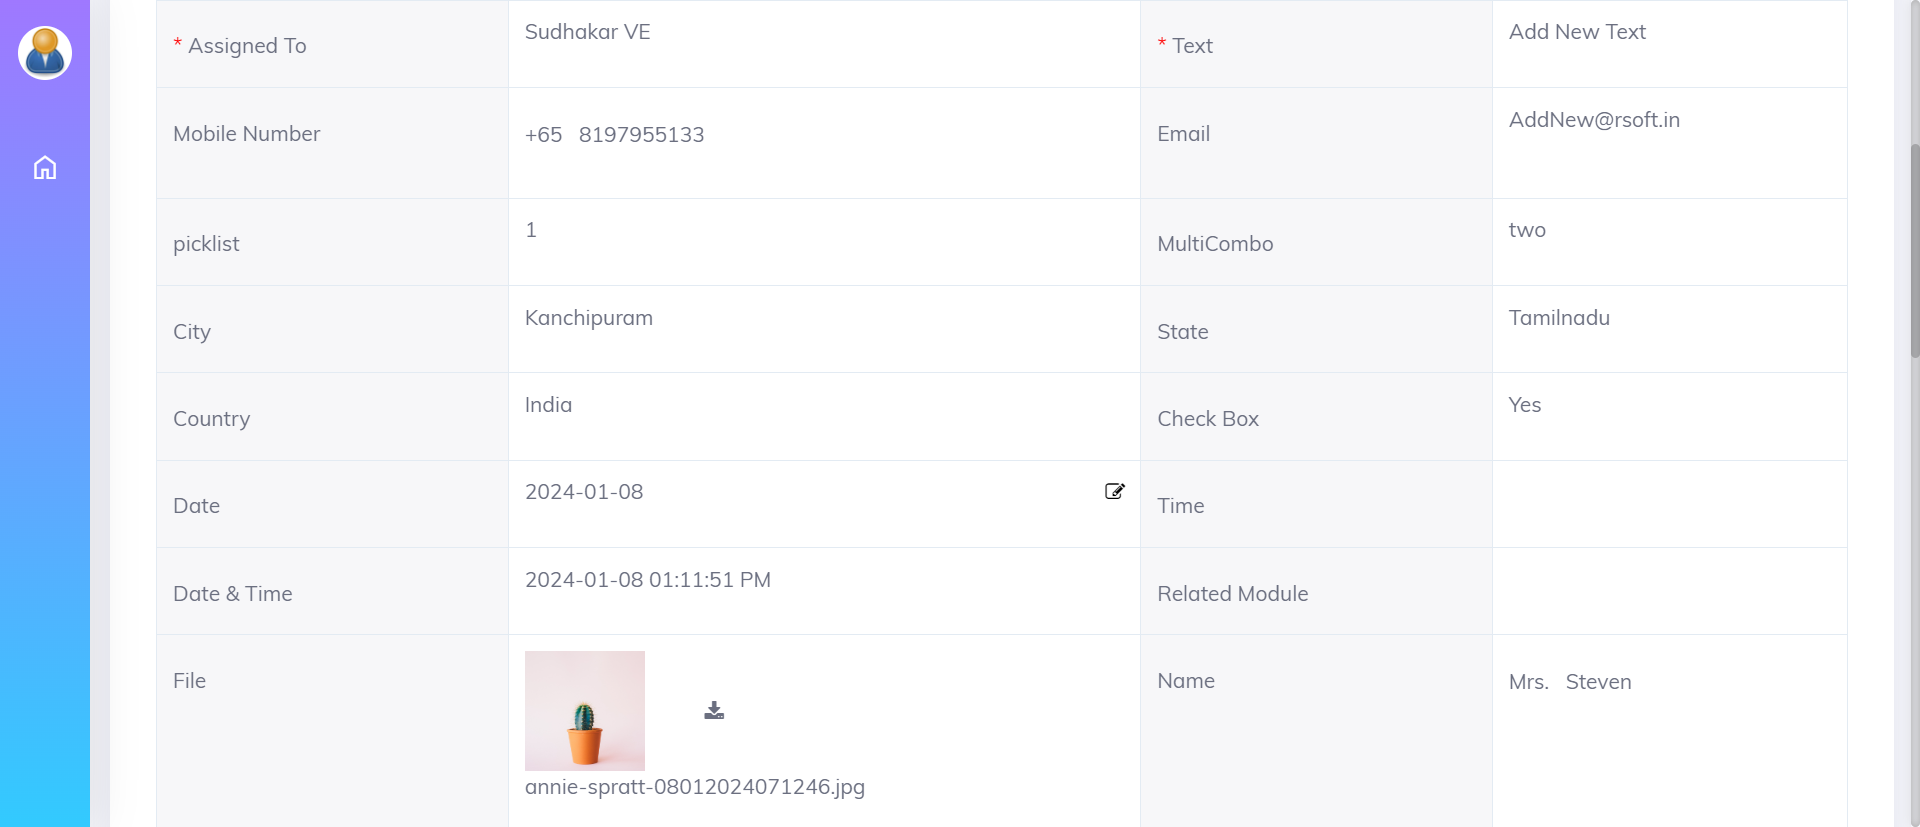 * Assigned To
Sudhakar VE
* Text
Add New Text
Mobile Number
+65 8197955133
Email
AddNew@rsoft.in
picklist
1
MultiCombo
two
City
Kanchipuram
State
Tamilnadu
Country
India
Check Box
Yes
Date
2024-01-08
Time
Date & Time
2024-01-08 01:11:51 PM
Related Module
File
annie-spratt-08012024071246.jpg
Name
Mrs. Steven